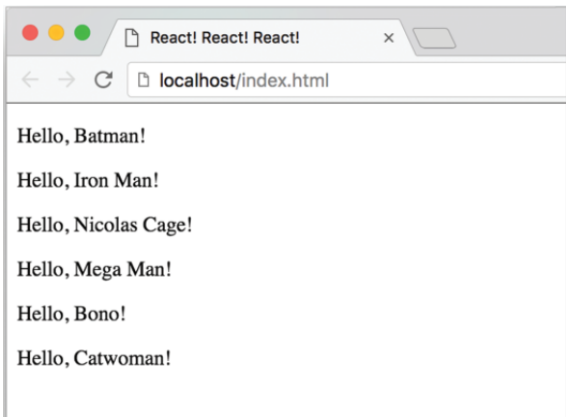 React! React! React!
localhost/index.html
Hello, Batman!
Hello, Iron Man!
Hello, Nicolas Cage!
Hello, Mega Man!
Hello, Bono!
Hello, Catwoman!